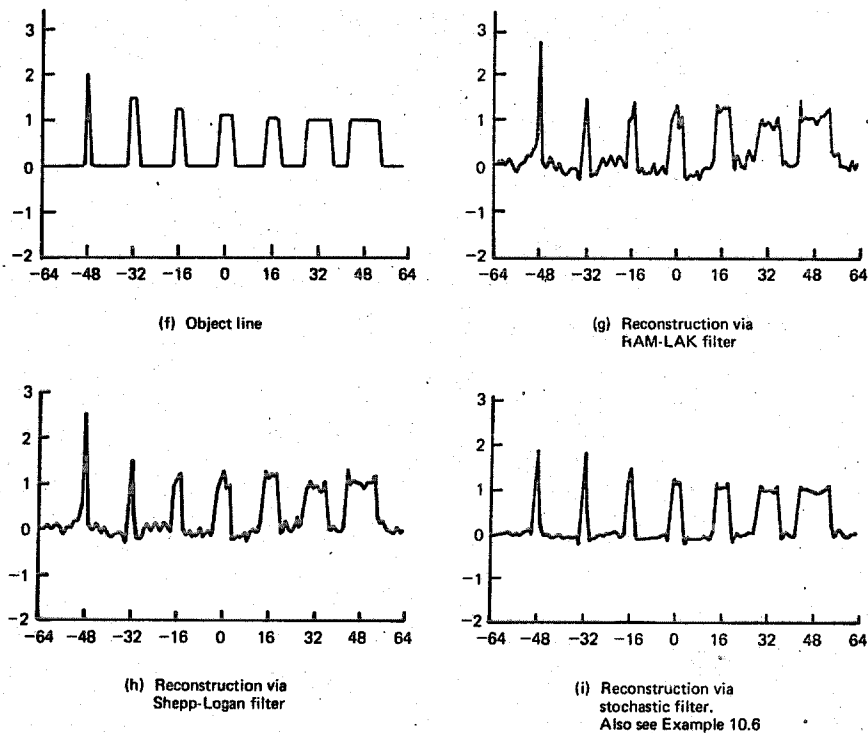 3
2
1
0
−1
−2
−64 −48 −32 −16 0 16 32 48 64
(f) Object line
3
2
1
0
−1
−2
−64 −48 −32 −16 0 16 32 48 64
(g) Reconstruction via
RAM-LAK filter
3
2
1
0
−1
−2
−64 −48 −32 −16 0 16 32 48 64
(h) Reconstruction via
Shepp-Logan filter
3
2
1
0
−1
−2
−64 −48 −32 −16 0 16 32 48 64
(i) Reconstruction via
stochastic filter.
Also see Example 10.6